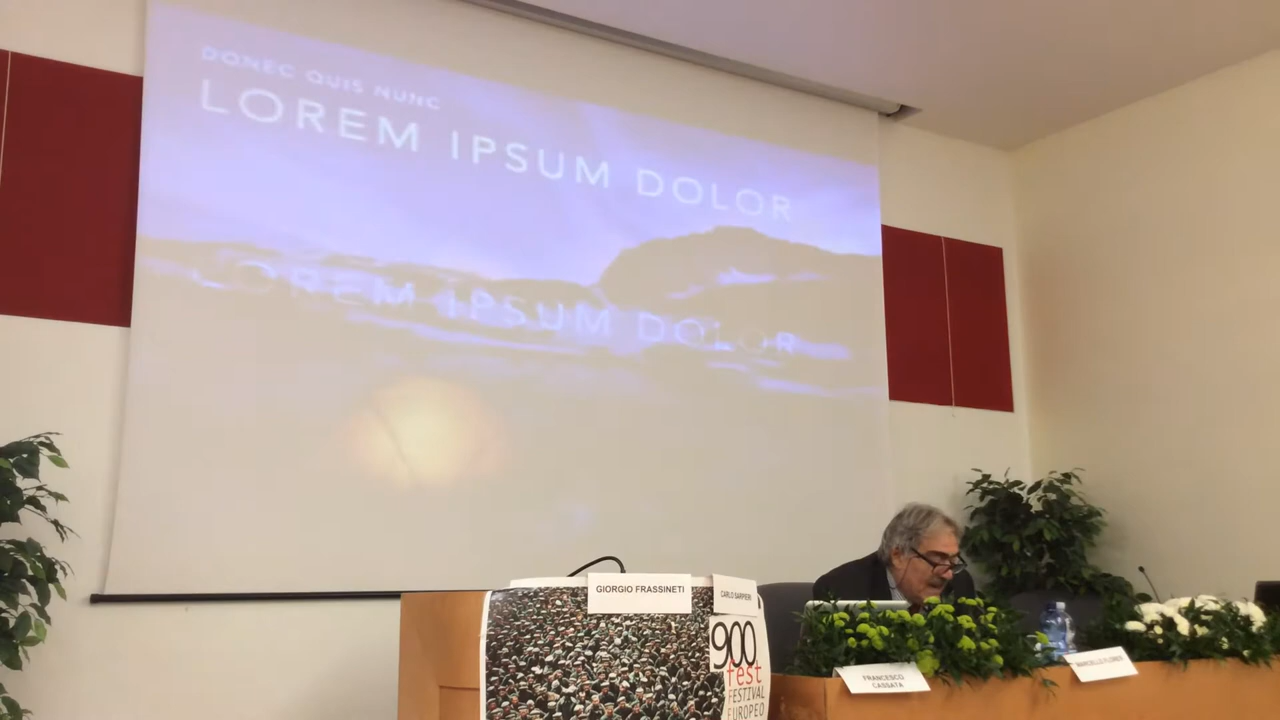 DONEC QUIS NUNC
LOREM IPSUM DOLOR
LOREM IPSUM DOLOR
GIORGIO FRASSINETI
CARLO SARPIERI
900
fest
FESTIVAL
EUROPEO
FRANCESCO
CASSATA
MARCELLO FLORES